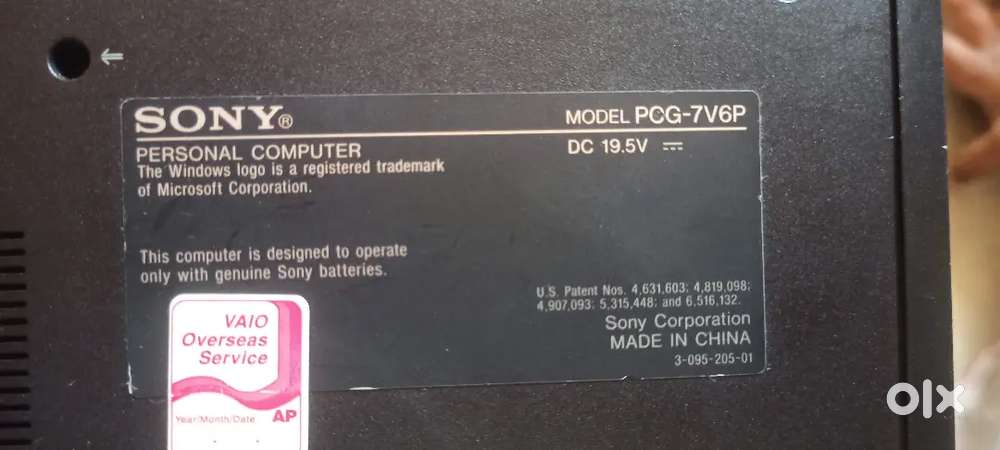 SONY®
MODEL PCG-7V6P
PERSONAL COMPUTER
DC 19.5V ⎓
The Windows logo is a registered trademark
of Microsoft Corporation.
This computer is designed to operate
only with genuine Sony batteries.
U.S. Patent Nos. 4,631,603; 4,819,098;
4,907,093; 5,315,448; and 6,516,132.
Sony Corporation
MADE IN CHINA
3-095-205-01
VAIO
Overseas
Service
Year/Month/Date AP
olx